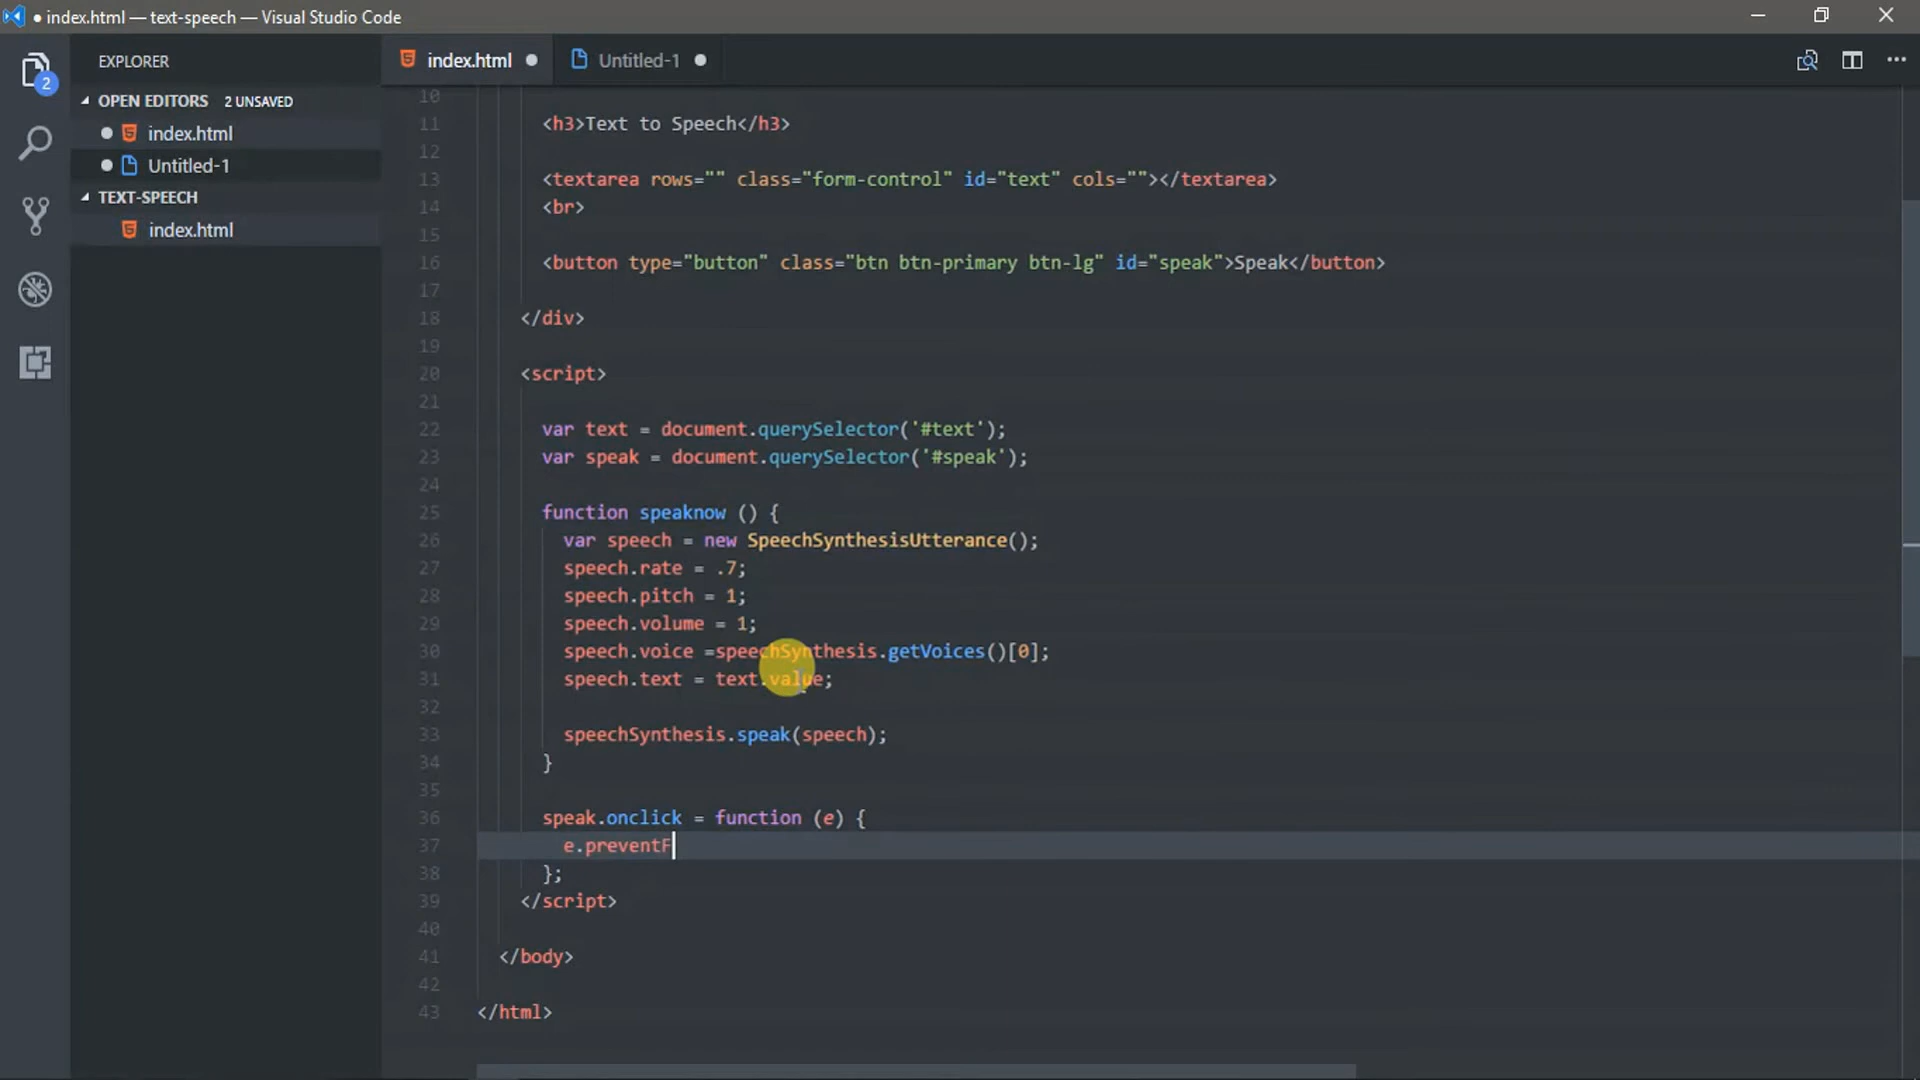 ● index.html — text-speech — Visual Studio Code
EXPLORER
OPEN EDITORS 2 UNSAVED
index.html
Untitled-1
TEXT-SPEECH
index.html
2
index.html
Untitled-1
10
11 <h3>Text to Speech</h3>
12
13 <textarea rows="" class="form-control" id="text" cols=""></textarea>
14 <br>
15
16 <button type="button" class="btn btn-primary btn-lg" id="speak">Speak</button>
17
18 </div>
19
20 <script>
21
22 var text = document.querySelector('#text');
23 var speak = document.querySelector('#speak');
24
25 function speaknow () {
26 var speech = new SpeechSynthesisUtterance();
27 speech.rate = .7;
28 speech.pitch = 1;
29 speech.volume = 1;
30 speech.voice =speechSynthesis.getVoices()[0];
31 speech.text = text.value;
32
33 speechSynthesis.speak(speech);
34 }
35
36 speak.onclick = function (e) {
37 e.preventF
38 };
39 </script>
40
41 </body>
42
43 </html>